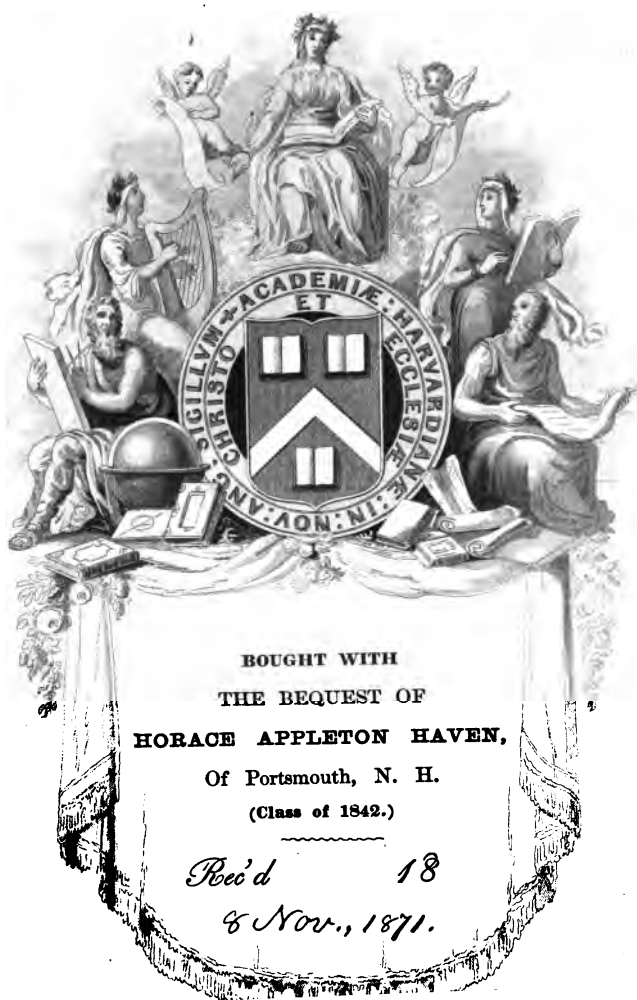 SIGILLVM ✢ ACADEMIÆ : HARVARDIANÆ : IN : NOV : ANG :
CHRISTO ET ECCLESIÆ
BOUGHT WITH
THE BEQUEST OF
HORACE APPLETON HAVEN,
Of Portsmouth, N. H.
(Class of 1842.)
Rec'd 18
8 Nov., 1871.